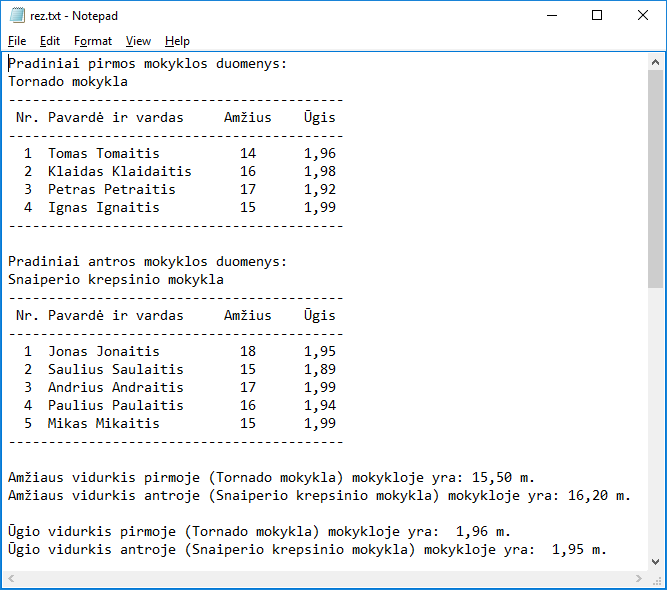 rez.txt - Notepad
File Edit Format View Help
Pradiniai pirmos mokyklos duomenys:
Tornado mokykla
------------------------------------------
 Nr. Pavardė ir vardas     Amžius    Ūgis
------------------------------------------
  1  Tomas Tomaitis          14      1,96
  2  Klaidas Klaidaitis      16      1,98
  3  Petras Petraitis        17      1,92
  4  Ignas Ignaitis          15      1,99
------------------------------------------

Pradiniai antros mokyklos duomenys:
Snaiperio krepsinio mokykla
------------------------------------------
 Nr. Pavardė ir vardas     Amžius    Ūgis
------------------------------------------
  1  Jonas Jonaitis          18      1,95
  2  Saulius Saulaitis       15      1,89
  3  Andrius Andraitis       17      1,99
  4  Paulius Paulaitis       16      1,94
  5  Mikas Mikaitis          15      1,99
------------------------------------------

Amžiaus vidurkis pirmoje (Tornado mokykla) mokykloje yra: 15,50 m.
Amžiaus vidurkis antroje (Snaiperio krepsinio mokykla) mokykloje yra: 16,20 m.

Ūgio vidurkis pirmoje (Tornado mokykla) mokykloje yra:  1,96 m.
Ūgio vidurkis antroje (Snaiperio krepsinio mokykla) mokykloje yra:  1,95 m.